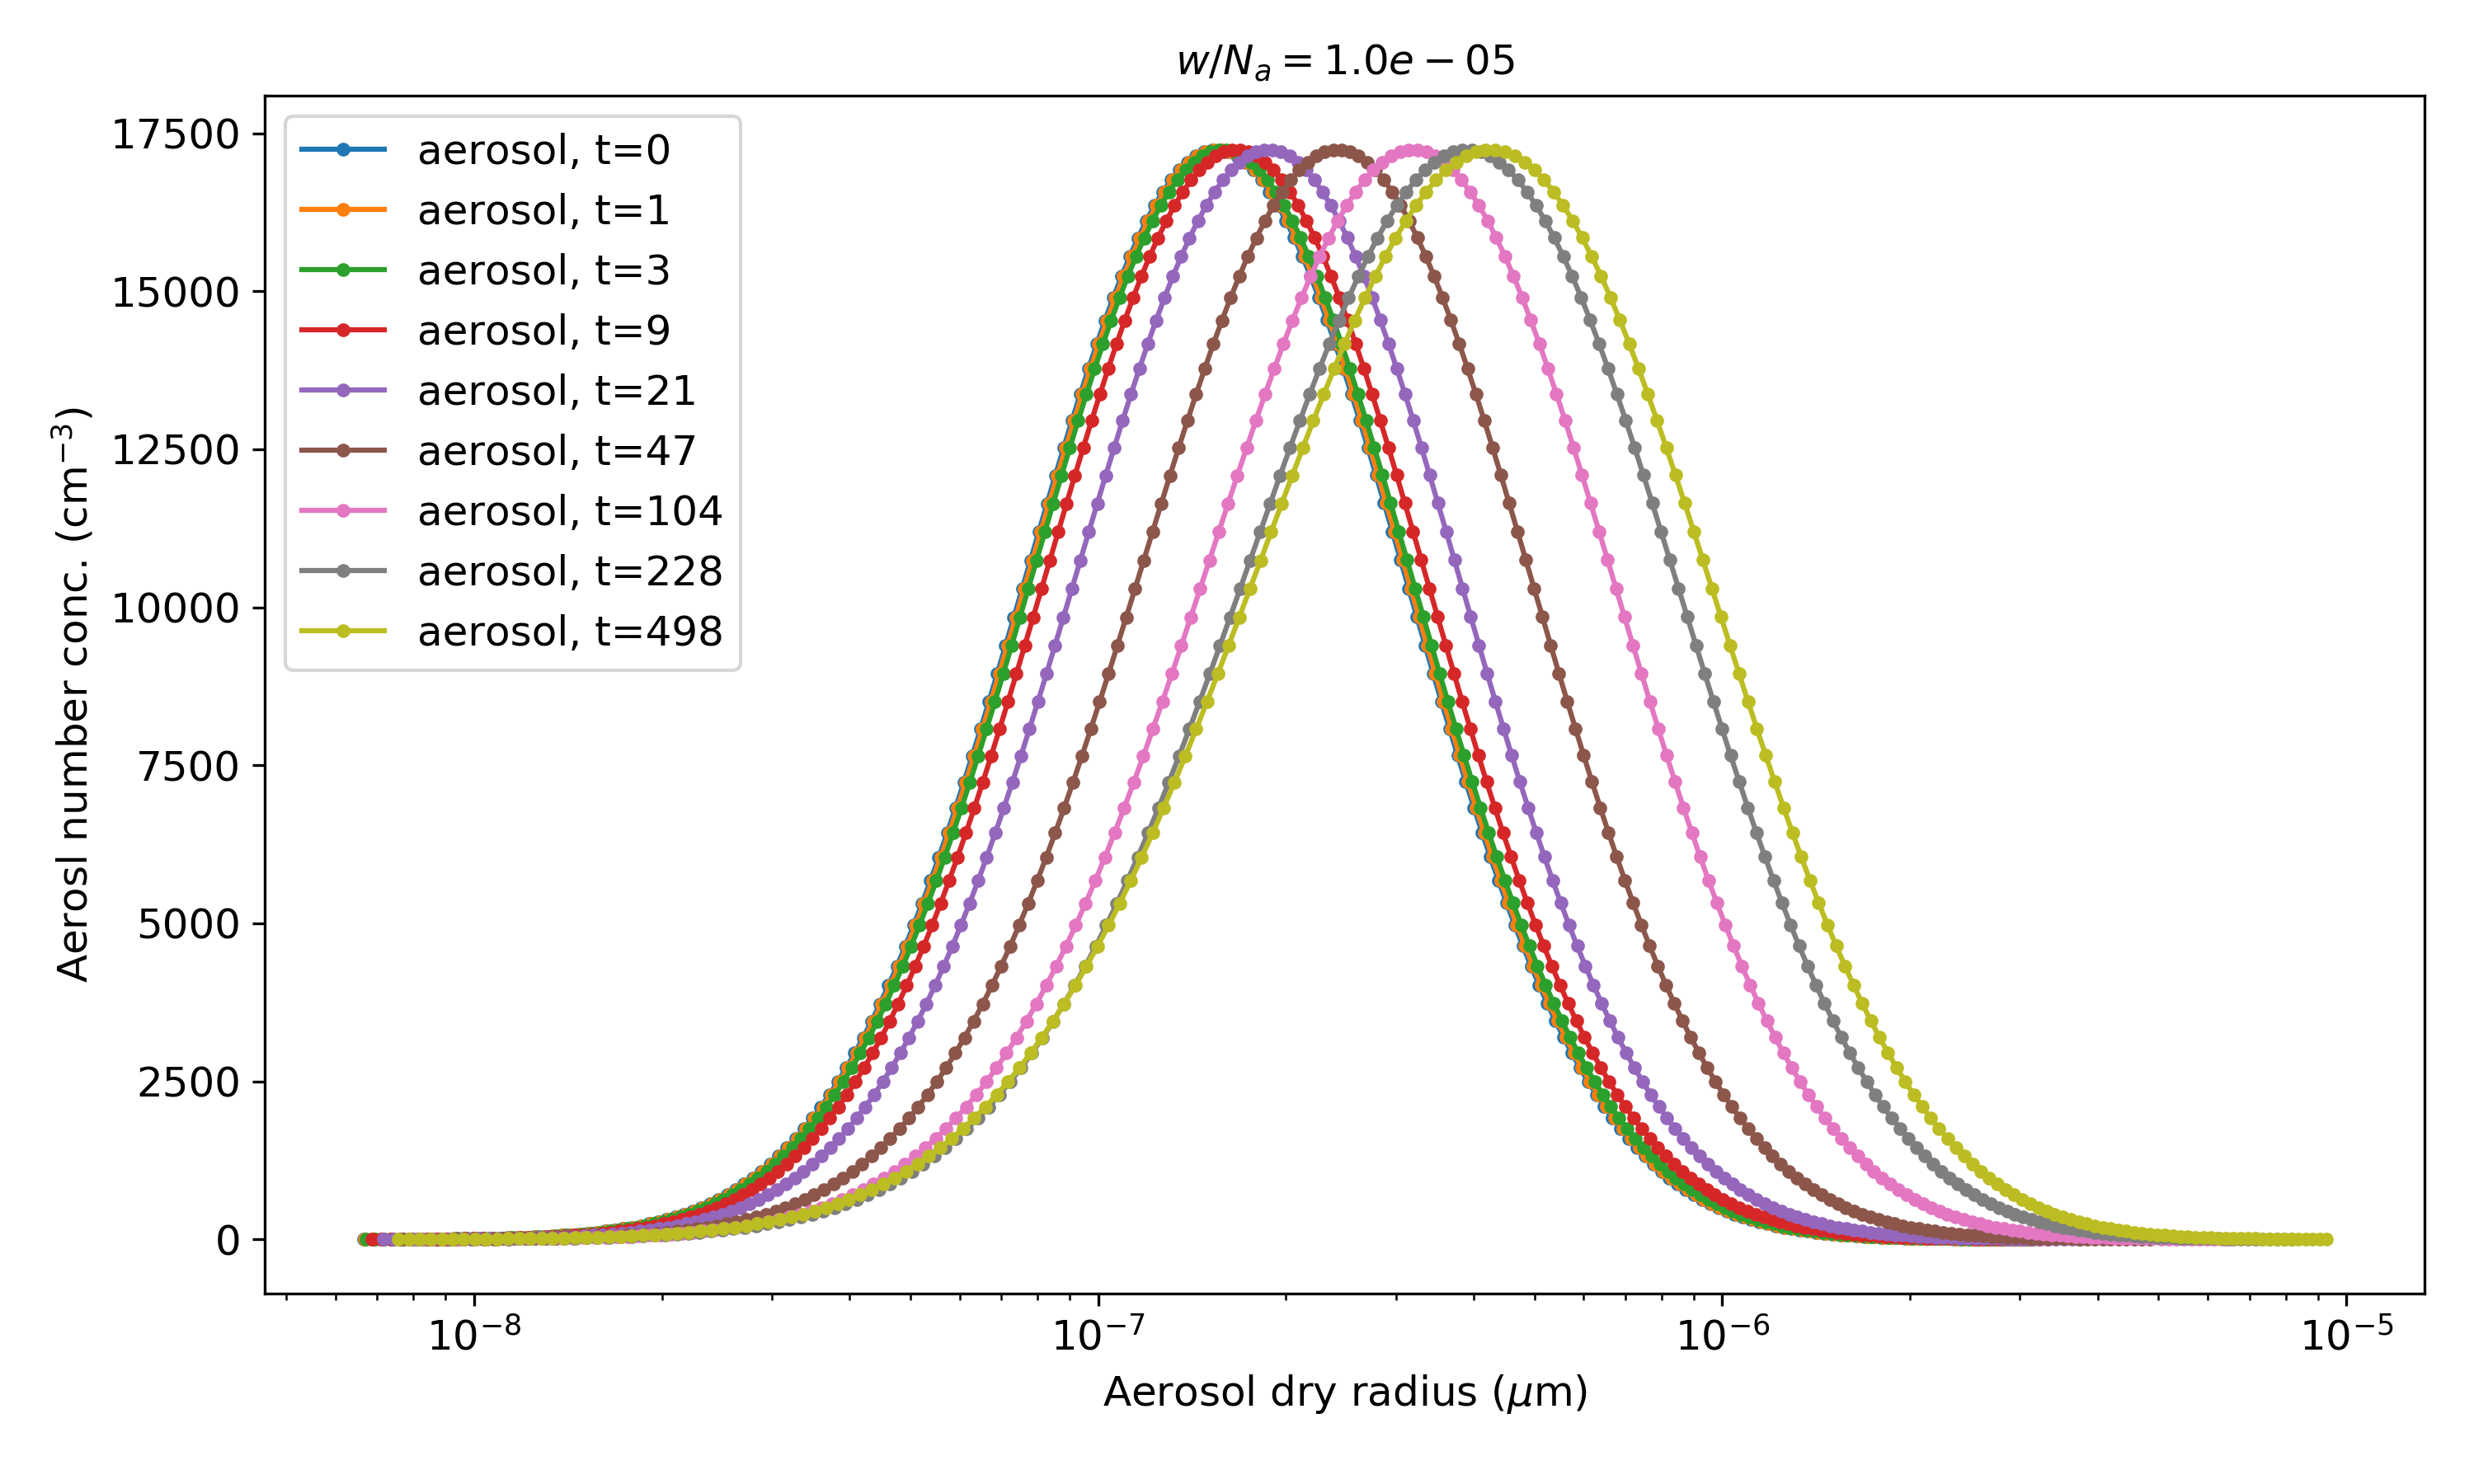 w/Nₐ = 1.0e − 05
17500
15000
12500
10000
7500
5000
2500
0
Aerosl number conc. (cm⁻³)
aerosol, t=0
aerosol, t=1
aerosol, t=3
aerosol, t=9
aerosol, t=21
aerosol, t=47
aerosol, t=104
aerosol, t=228
aerosol, t=498
10⁻⁸
10⁻⁷
10⁻⁶
10⁻⁵
Aerosol dry radius (μm)